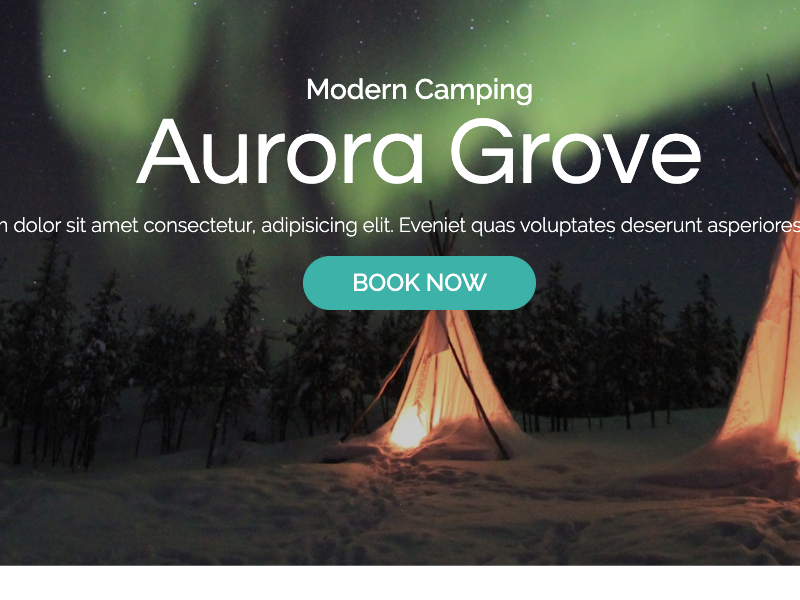 Modern Camping
Aurora Grove
dolor sit amet consectetur, adipisicing elit. Eveniet quas voluptates deserunt asperiores
BOOK NOW